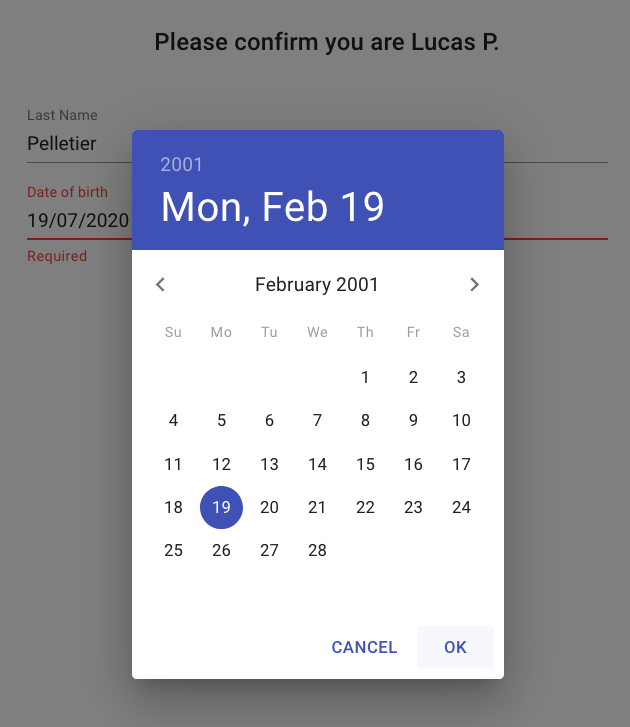 Please confirm you are Lucas P.
Last Name
Pelletier
Date of birth
19/07/2020
Required
2001
Mon, Feb 19
February 2001
Su Mo Tu We Th Fr Sa
1 2 3
4 5 6 7 8 9 10
11 12 13 14 15 16 17
18 19 20 21 22 23 24
25 26 27 28
CANCEL OK